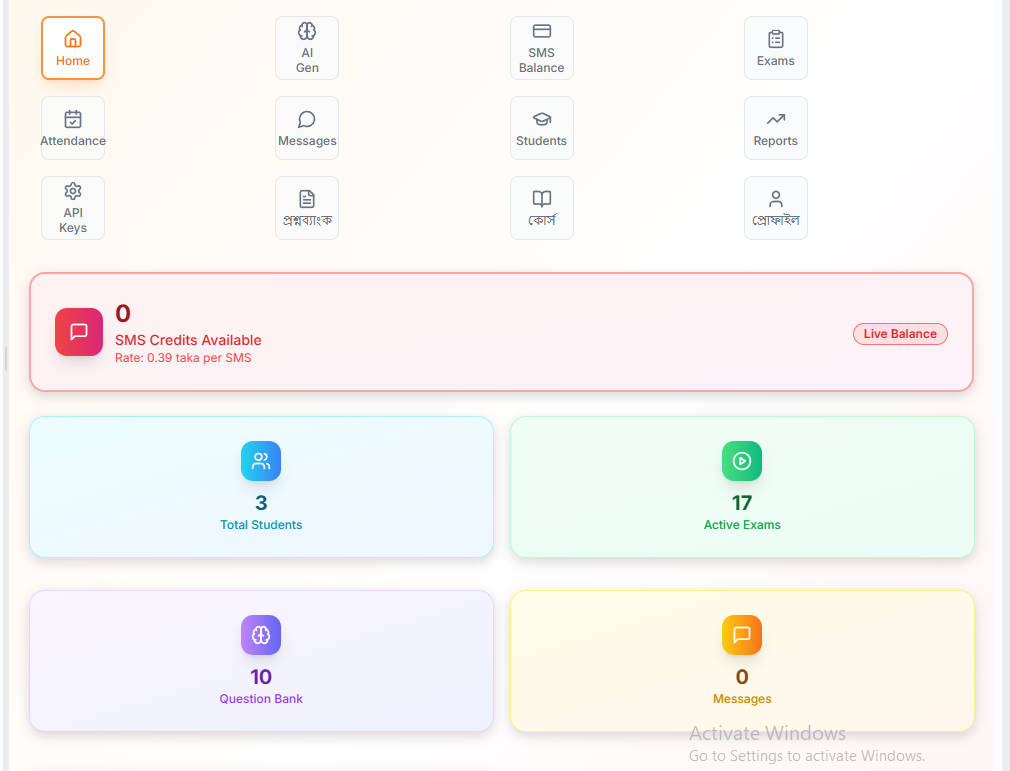 Home
AI
Gen
SMS
Balance
Exams
Attendance
Messages
Students
Reports
API
Keys
প্রশ্নব্যাংক
কোর্স
প্রোফাইল
0
SMS Credits Available
Rate: 0.39 taka per SMS
Live Balance
3
Total Students
17
Active Exams
10
Question Bank
0
Messages
Activate Windows
Go to Settings to activate Windows.